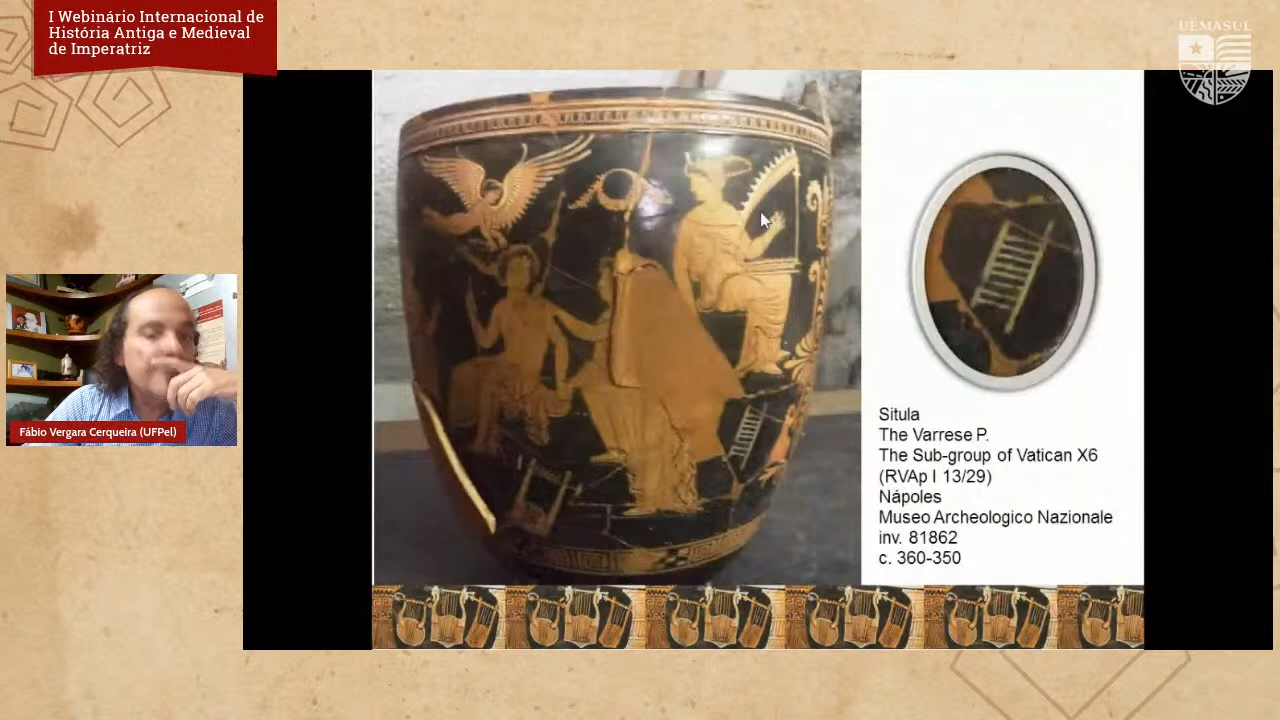 I Webinário Internacional de
História Antiga e Medieval
de Imperatriz
UEMASUL
Fábio Vergara Cerqueira (UFPel)
Situla
The Varrese P.
The Sub-group of Vatican X6
(RVAp I 13/29)
Nápoles
Museo Archeologico Nazionale
inv. 81862
c. 360-350